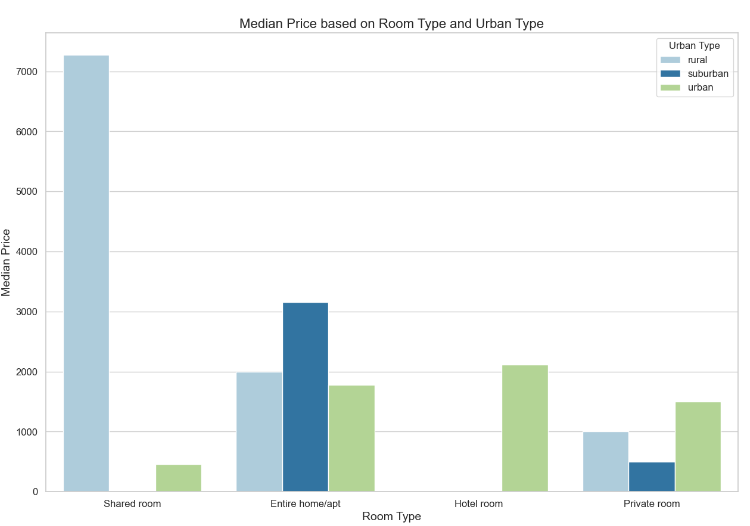 Median Price based on Room Type and Urban Type
Urban Type
rural
suburban
urban
7000
6000
5000
4000
3000
2000
1000
0
Median Price
Shared room
Entire home/apt
Hotel room
Private room
Room Type